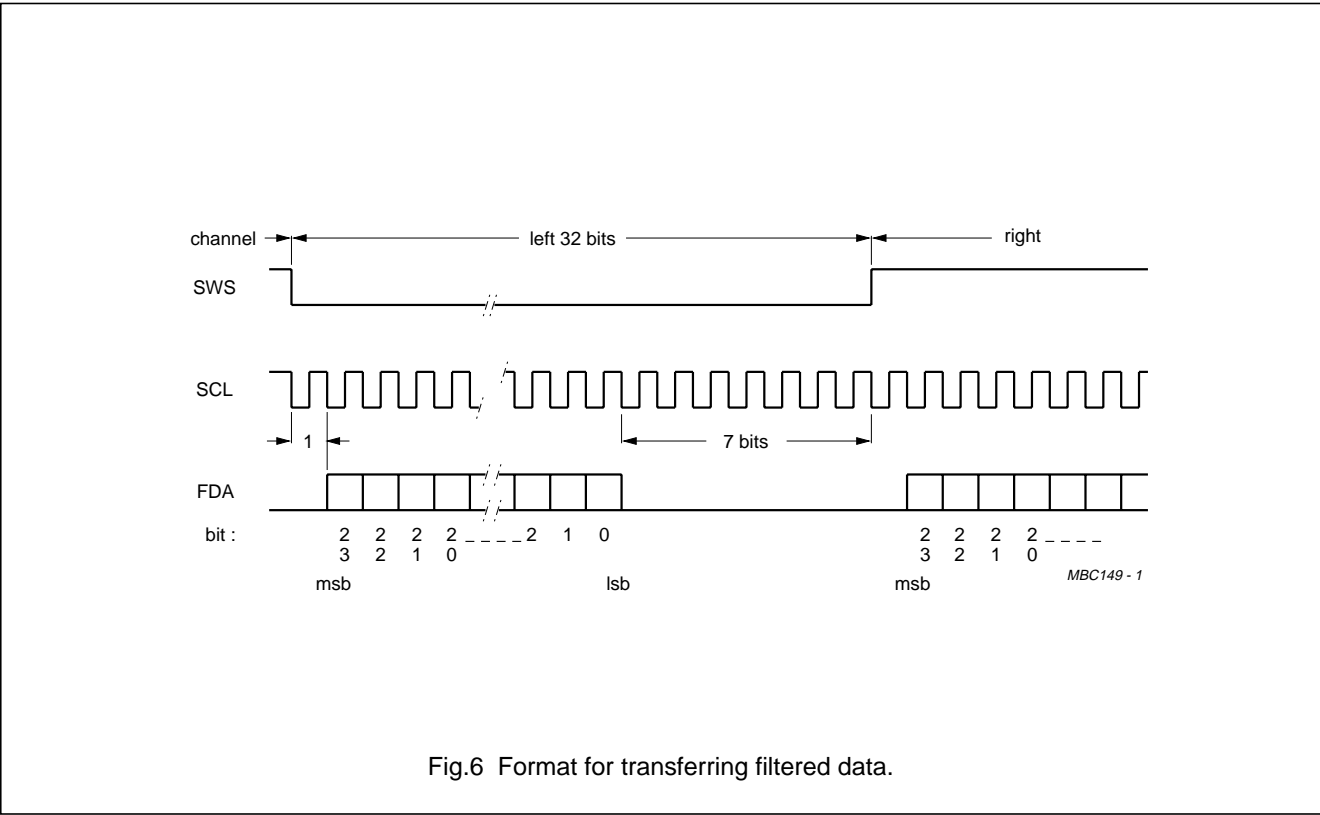 channel left 32 bits right
SWS
SCL
1 7 bits
FDA
bit : 2 2 2 2 _ _ _ _ 2 1 0 2 2 2 2 _ _ _ _
3 2 1 0 3 2 1 0
msb lsb msb MBC149 - 1
Fig.6 Format for transferring filtered data.